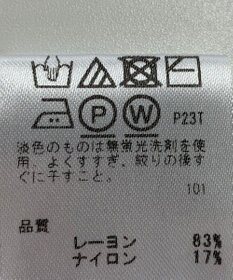 P W P23T
淡色のものは無蛍光洗剤を使
用、よくすすぎ、絞りの後す
ぐに干すこと。
101
品質
レーヨン 83%
ナイロン 17%